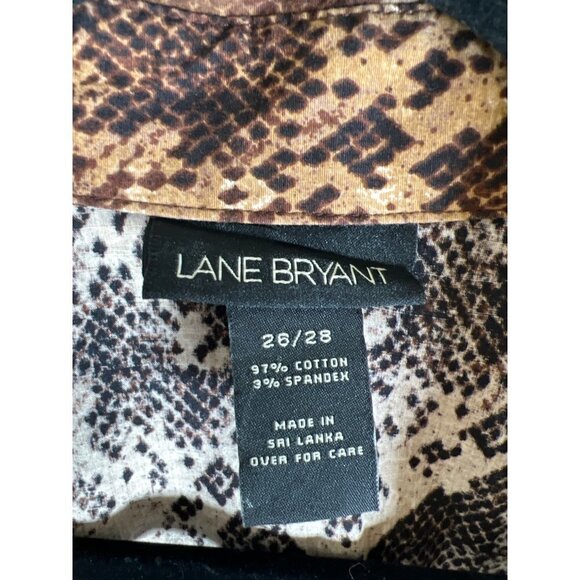 LANE BRYANT
26/28
97% COTTON
3% SPANDEX
MADE IN
SRI LANKA
OVER FOR CARE